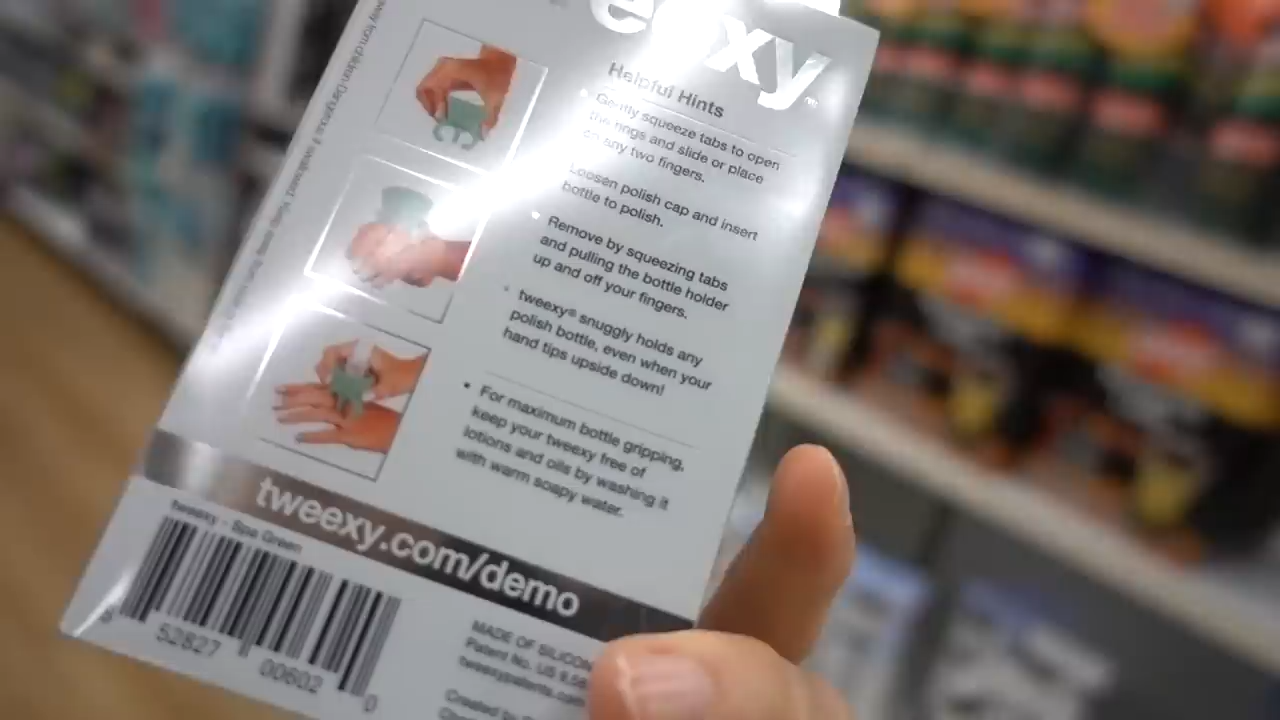 eexy™
Helpful Hints
Gently squeeze tabs to open
the rings and slide or place
on any two fingers.
Loosen polish cap and insert
bottle to polish.
Remove by squeezing tabs
and pulling the bottle holder
up and off your fingers.
• tweexy® snuggly holds any
polish bottle, even when your
hand tips upside down!
• For maximum bottle gripping,
keep your tweexy free of
lotions and oils by washing it
with warm soapy water.
tweexy.com/demo
tweexy - Spa Green
52827 00602 0
MADE OF SILICON
Patent No. US
tweexypatents.com
Created by